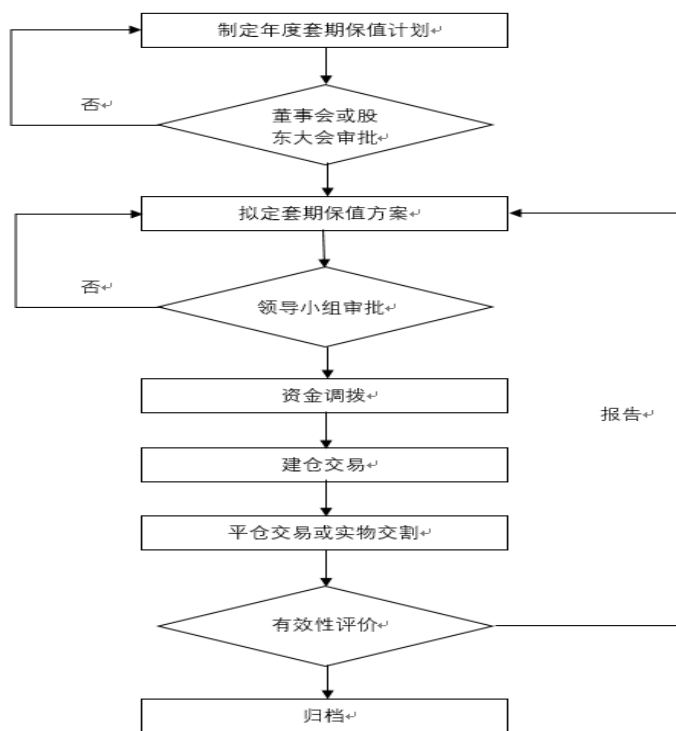 制定年度套期保值计划
否
董事会或股
东大会审批
拟定套期保值方案
否
领导小组审批
资金调拨
报告
建仓交易
平仓交易或实物交割
有效性评价
归档